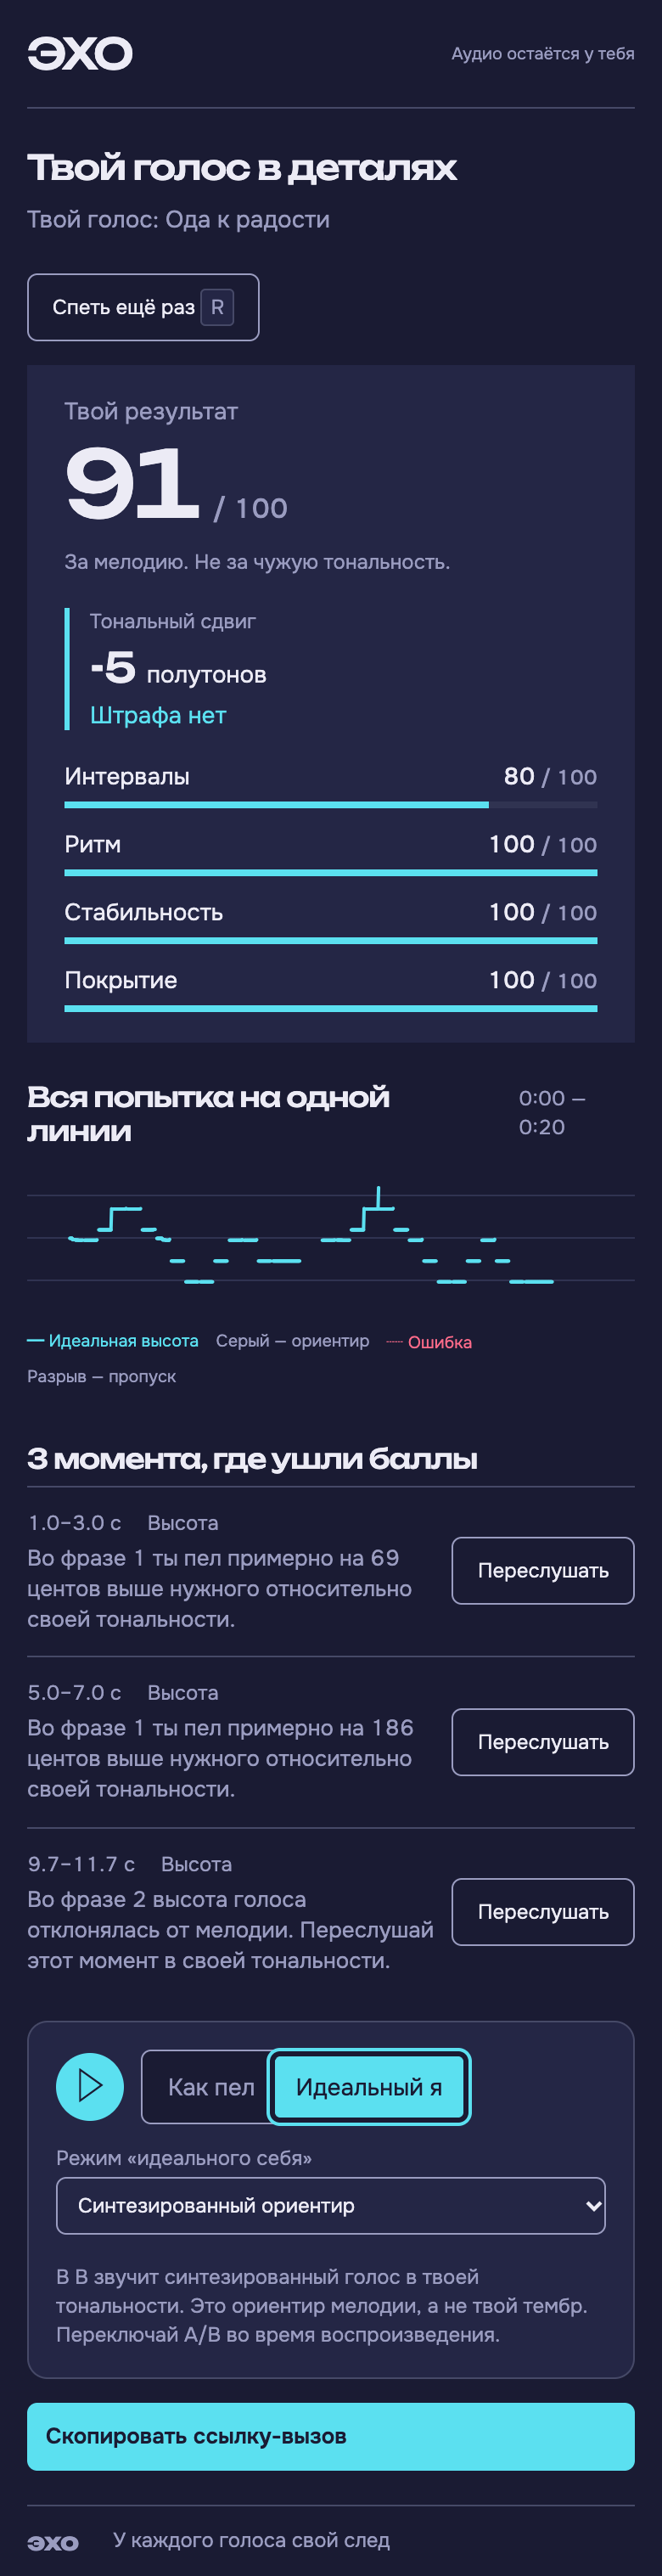 ЭХО
Аудио остаётся у тебя
Твой голос в деталях
Твой голос: Ода к радости
Спеть ещё раз R
Твой результат
91 / 100
За мелодию. Не за чужую тональность.
Тональный сдвиг
-5 полутонов
Штрафа нет
Интервалы 80 / 100
Ритм 100 / 100
Стабильность 100 / 100
Покрытие 100 / 100
Вся попытка на одной
линии
0:00 —
0:20
Идеальная высота Серый — ориентир Ошибка
Разрыв — пропуск
3 момента, где ушли баллы
1.0–3.0 с Высота
Во фразе 1 ты пел примерно на 69
центов выше нужного относительно
своей тональности.
Переслушать
5.0–7.0 с Высота
Во фразе 1 ты пел примерно на 186
центов выше нужного относительно
своей тональности.
Переслушать
9.7–11.7 с Высота
Во фразе 2 высота голоса
отклонялась от мелодии. Переслушай
этот момент в своей тональности.
Переслушать
Как пел Идеальный я
Режим «идеального себя»
Синтезированный ориентир
В B звучит синтезированный голос в твоей
тональности. Это ориентир мелодии, а не твой тембр.
Переключай A/B во время воспроизведения.
Скопировать ссылку-вызов
ЭХО У каждого голоса свой след